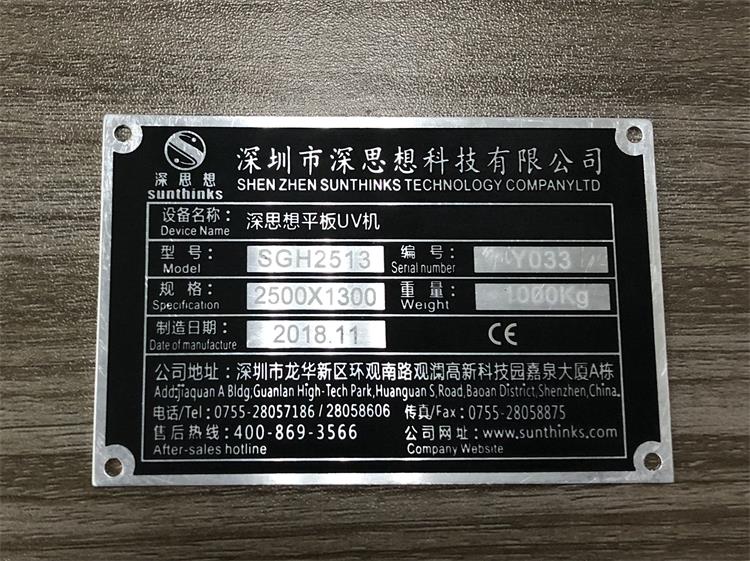 深思想
sunthinks
深圳市深思想科技有限公司
SHEN ZHEN SUNTHINKS TECHNOLOGY COMPANYLTD
设备名称: 深思想平板UV机
Device Name
型 号: SGH2513 编 号: Y033
Model Serial number
规 格: 2500X1300 重 量: 1000Kg
Specification Weight
制造日期: 2018.11 CE
Date of manufacture
公司地址: 深圳市龙华新区环观南路观澜高新科技园嘉泉大厦A栋
Add:jiaquan A Bldg,Guanlan High-Tech Park,Huanguan S,Road,Baoan District,Shenzhen,China.
电话/Tel: 0755-28057186 / 28058606 传真/Fax: 0755-28058875
售后热线: 400-869-3566 公司网址: www.sunthinks.com
After-sales hotline Company Website